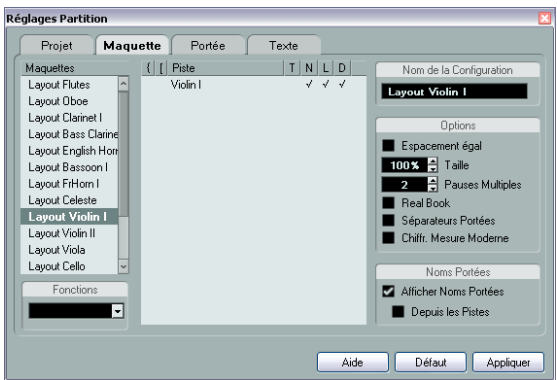 Réglages Partition
Projet Maquette Portée Texte
Maquettes
Layout Flutes
Layout Oboe
Layout Clarinet I
Layout Bass Clarine
Layout English Horn
Layout Bassoon I
Layout FrHorn I
Layout Celeste
Layout Violin I
Layout Violin II
Layout Viola
Layout Cello
Fonctions
{ [ Piste T N L D
Violin I √ √ √
Nom de la Configuration
Layout Violin I
Options
Espacement égal
100% Taille
2 Pauses Multiples
Real Book
Séparateurs Portées
Chiffr. Mesure Moderne
Noms Portées
Afficher Noms Portées
Depuis les Pistes
Aide Défaut Appliquer